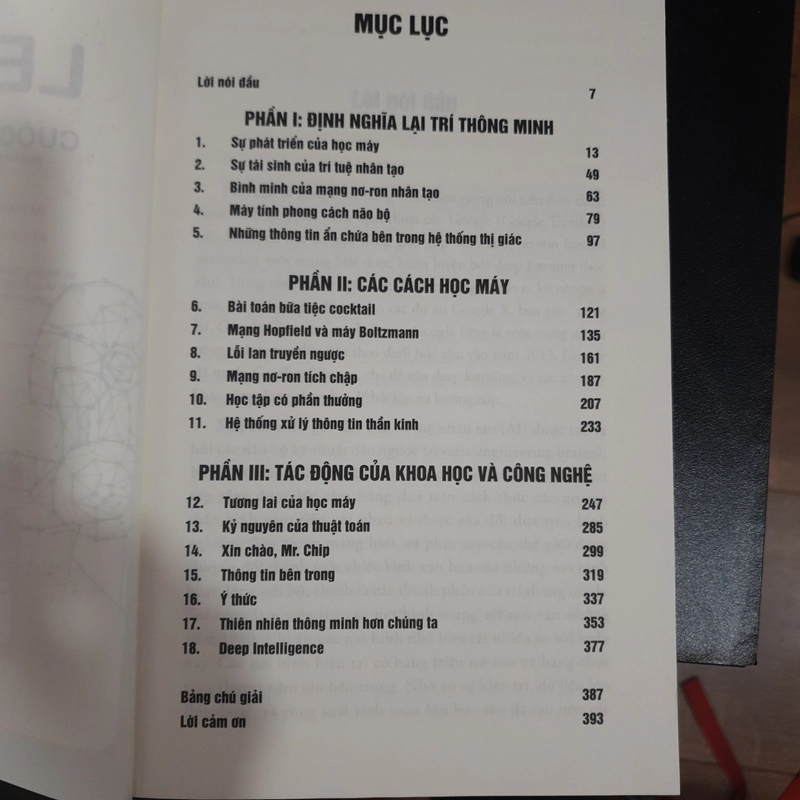 MỤC LỤC
Lời nói đầu 7
PHẦN I: ĐỊNH NGHĨA LẠI TRÍ THÔNG MINH
1. Sự phát triển của học máy 13
2. Sự tái sinh của trí tuệ nhân tạo 49
3. Bình minh của mạng nơ-ron nhân tạo 63
4. Máy tính phong cách não bộ 79
5. Những thông tin ẩn chứa bên trong hệ thống thị giác 97
PHẦN II: CÁC CÁCH HỌC MÁY
6. Bài toán bữa tiệc cocktail 121
7. Mạng Hopfield và máy Boltzmann 135
8. Lỗi lan truyền ngược 161
9. Mạng nơ-ron tích chập 187
10. Học tập có phần thưởng 207
11. Hệ thống xử lý thông tin thần kinh 233
PHẦN III: TÁC ĐỘNG CỦA KHOA HỌC VÀ CÔNG NGHỆ
12. Tương lai của học máy 247
13. Kỷ nguyên của thuật toán 285
14. Xin chào, Mr. Chip 299
15. Thông tin bên trong 319
16. Ý thức 337
17. Thiên nhiên thông minh hơn chúng ta 353
18. Deep Intelligence 377
Bảng chú giải 387
Lời cảm ơn 393